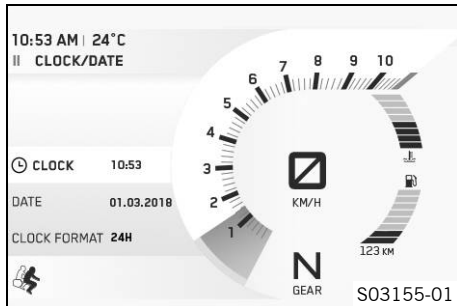 10:53 AM | 24°C
II CLOCK/DATE
CLOCK 10:53
DATE 01.03.2018
CLOCK FORMAT 24H
1
2
3
4
5
6
7
8
9
10
0
KM/H
N
GEAR
123 KM
S03155-01